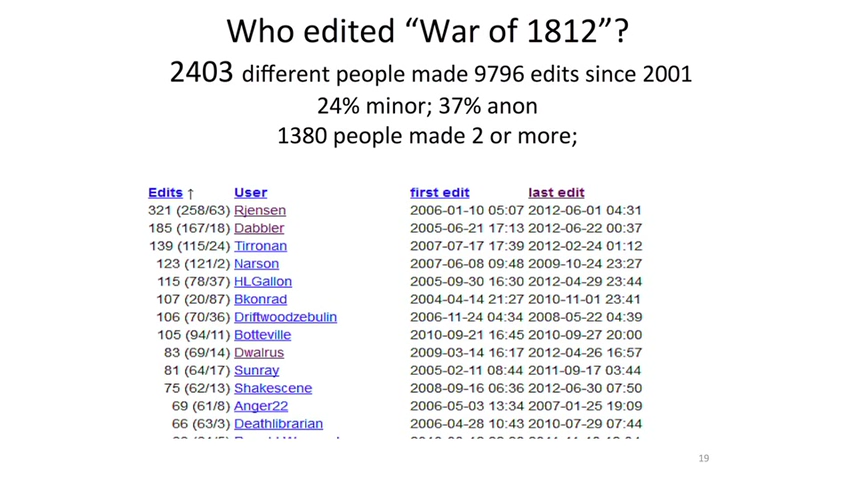 Who edited “War of 1812”?
2403 different people made 9796 edits since 2001
24% minor; 37% anon
1380 people made 2 or more;
Edits ↑ User first edit last edit
321 (258/63) Rjensen 2006-01-10 05:07 2012-06-01 04:31
185 (167/18) Dabbler 2005-06-21 17:13 2012-06-22 00:37
139 (115/24) Tirronan 2007-07-17 17:39 2012-02-24 01:12
123 (121/2) Narson 2007-06-08 09:48 2009-10-24 23:27
115 (78/37) HLGallon 2005-09-30 16:30 2012-04-29 23:44
107 (20/87) Bkonrad 2004-04-14 21:27 2010-11-01 23:41
106 (70/36) Driftwoodzebulin 2006-11-24 04:34 2008-05-22 04:39
105 (94/11) Botteville 2010-09-21 16:45 2010-09-27 20:00
83 (69/14) Dwalrus 2009-03-14 16:17 2012-04-26 16:57
81 (64/17) Sunray 2005-02-11 08:44 2011-09-17 03:44
75 (62/13) Shakescene 2008-09-16 06:36 2012-06-30 07:50
69 (61/8) Anger22 2006-05-03 13:34 2007-01-25 19:09
66 (63/3) Deathlibrarian 2006-04-28 10:43 2010-07-29 07:44
19